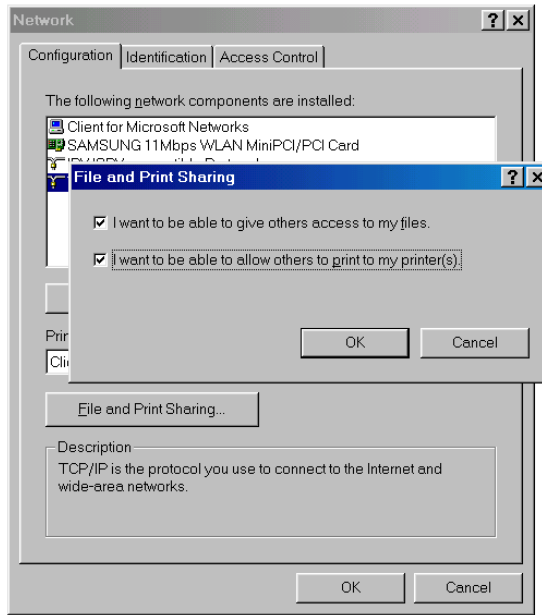 Network
Configuration Identification Access Control
The following network components are installed:
Client for Microsoft Networks
SAMSUNG 11Mbps WLAN MiniPCI/PCI Card
File and Print Sharing
I want to be able to give others access to my files.
I want to be able to allow others to print to my printer(s).
OK Cancel
File and Print Sharing...
Description
TCP/IP is the protocol you use to connect to the Internet and
wide-area networks.
OK Cancel